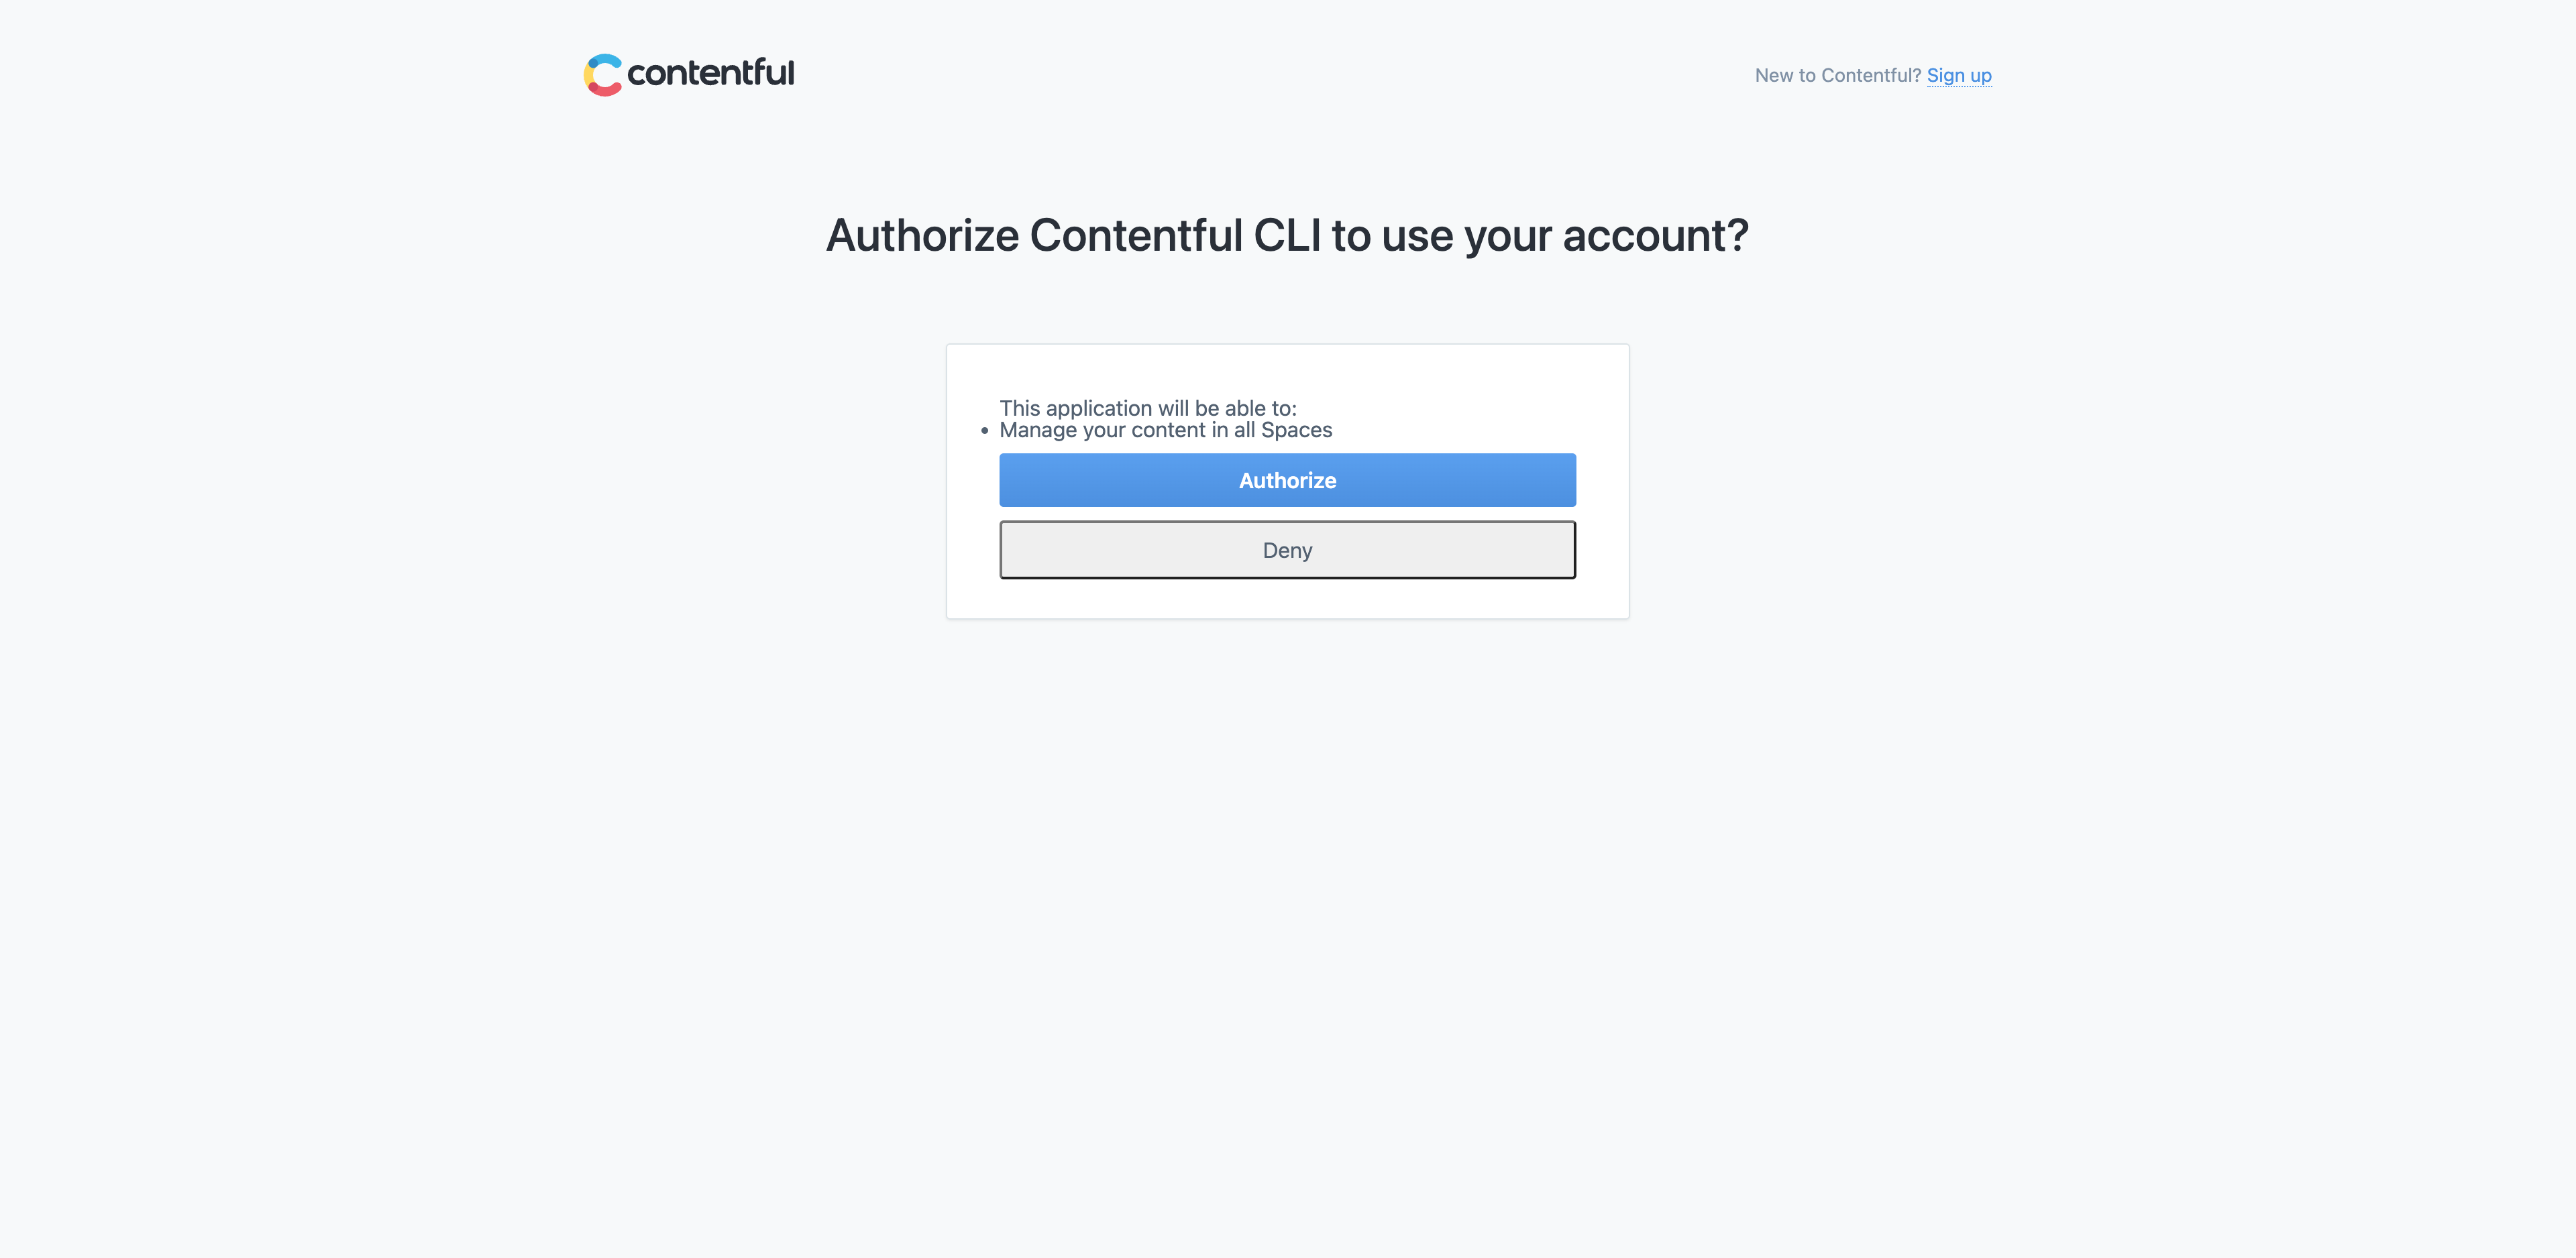 contentful
New to Contentful? Sign up
Authorize Contentful CLI to use your account?
This application will be able to:
• Manage your content in all Spaces
Authorize
Deny